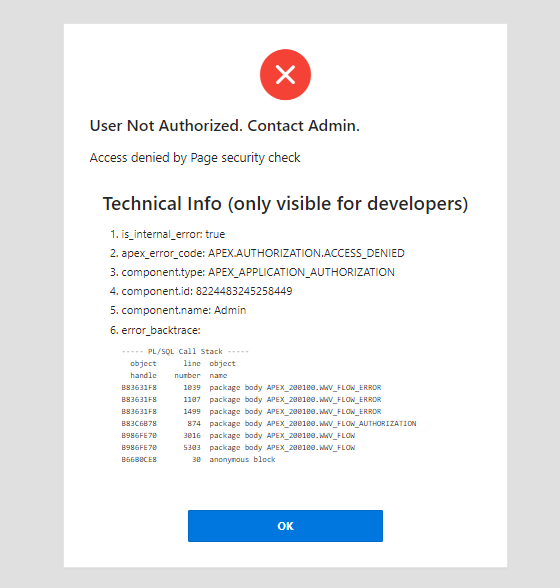 User Not Authorized. Contact Admin.
Access denied by Page security check
Technical Info (only visible for developers)
1. is_internal_error: true
2. apex_error_code: APEX.AUTHORIZATION.ACCESS_DENIED
3. component.type: APEX_APPLICATION_AUTHORIZATION
4. component.id: 8224483245258449
5. component.name: Admin
6. error_backtrace:
----- PL/SQL Call Stack -----
object line object
handle number name
B83631F8 1039 package body APEX_200100.WWV_FLOW_ERROR
B83631F8 1107 package body APEX_200100.WWV_FLOW_ERROR
B83631F8 1499 package body APEX_200100.WWV_FLOW_ERROR
B83C6B78 874 package body APEX_200100.WWV_FLOW_AUTHORIZATION
B986FE70 3016 package body APEX_200100.WWV_FLOW
B986FE70 5303 package body APEX_200100.WWV_FLOW
B66B0CE8 30 anonymous block
OK